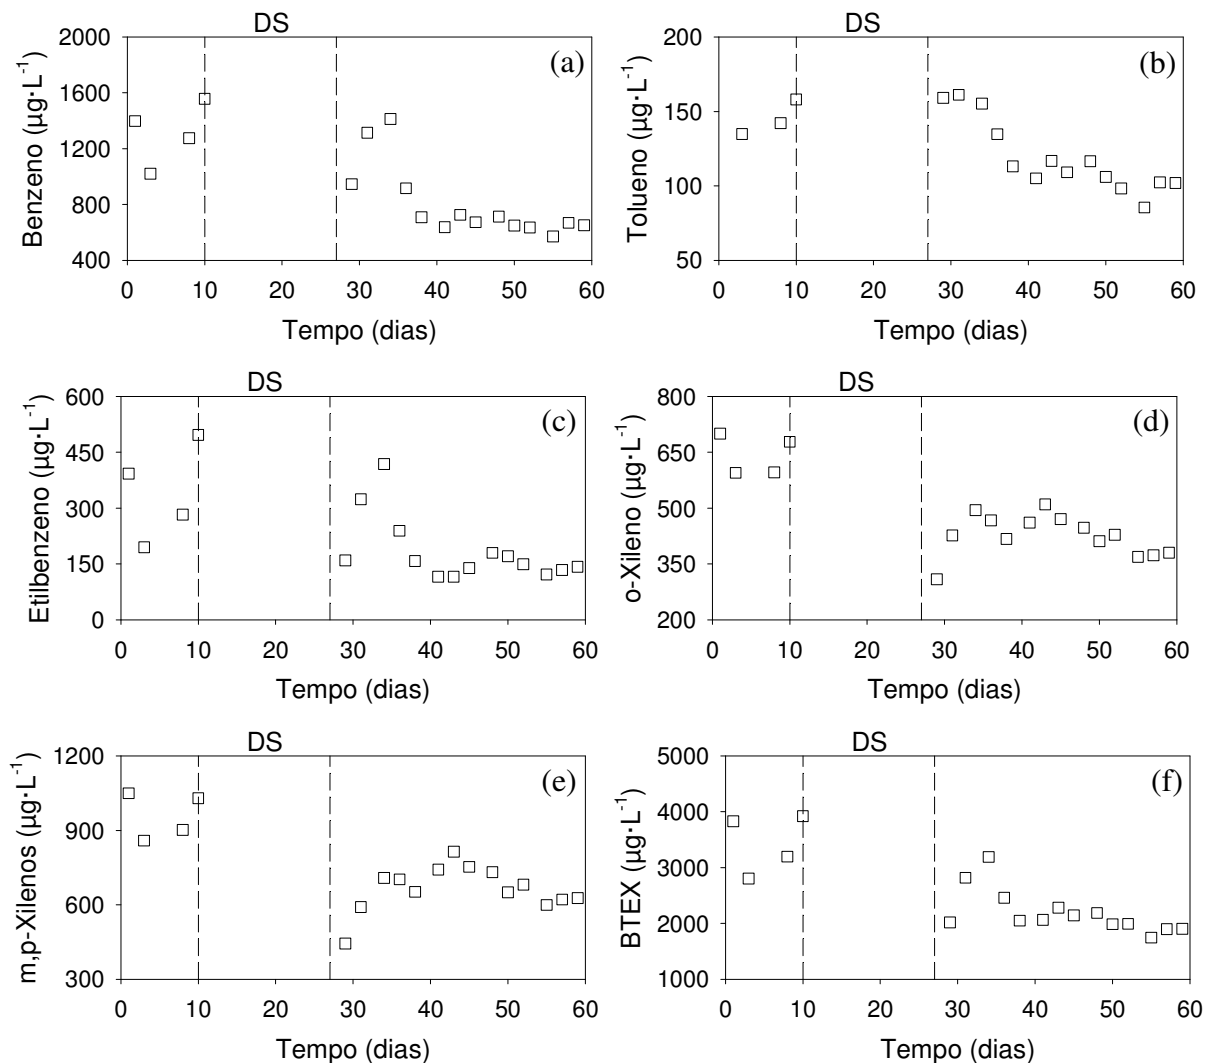 DS
2000
1600
1200
800
400
Benzeno (µg·L⁻¹)
(a)
0 10 20 30 40 50 60
Tempo (dias)
DS
200
150
100
50
Tolueno (µg·L⁻¹)
(b)
0 10 20 30 40 50 60
Tempo (dias)
DS
600
450
300
150
0
Etilbenzeno (µg·L⁻¹)
(c)
0 10 20 30 40 50 60
Tempo (dias)
DS
800
650
500
350
200
o-Xileno (µg·L⁻¹)
(d)
0 10 20 30 40 50 60
Tempo (dias)
DS
1200
900
600
300
m,p-Xilenos (µg·L⁻¹)
(e)
0 10 20 30 40 50 60
Tempo (dias)
DS
5000
4000
3000
2000
1000
BTEX (µg·L⁻¹)
(f)
0 10 20 30 40 50 60
Tempo (dias)